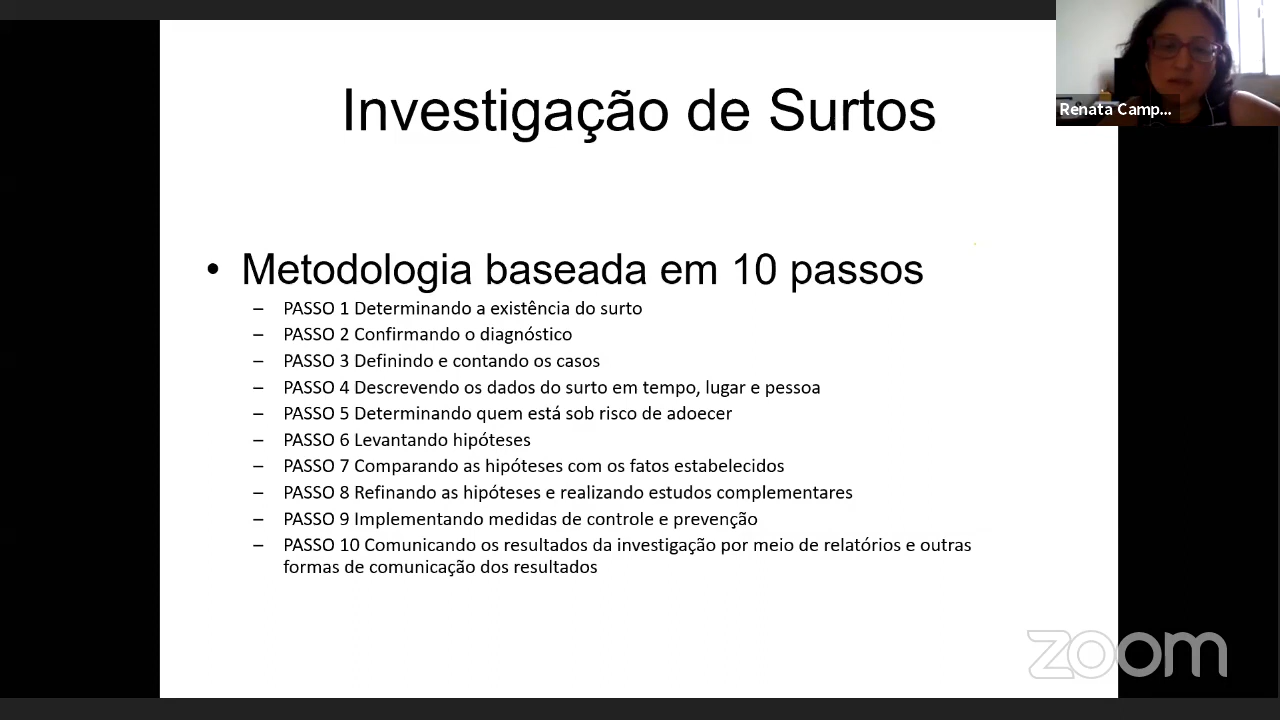 Investigação de Surtos
Renata Camp...
• Metodologia baseada em 10 passos
– PASSO 1 Determinando a existência do surto
– PASSO 2 Confirmando o diagnóstico
– PASSO 3 Definindo e contando os casos
– PASSO 4 Descrevendo os dados do surto em tempo, lugar e pessoa
– PASSO 5 Determinando quem está sob risco de adoecer
– PASSO 6 Levantando hipóteses
– PASSO 7 Comparando as hipóteses com os fatos estabelecidos
– PASSO 8 Refinando as hipóteses e realizando estudos complementares
– PASSO 9 Implementando medidas de controle e prevenção
– PASSO 10 Comunicando os resultados da investigação por meio de relatórios e outras
formas de comunicação dos resultados
zoom